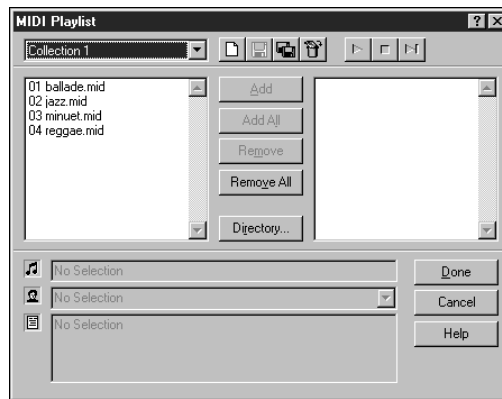 MIDI Playlist
Collection 1
01 ballade.mid
02 jazz.mid
03 minuet.mid
04 reggae.mid
Add
Add All
Remove
Remove All
Directory...
No Selection
No Selection
No Selection
Done
Cancel
Help